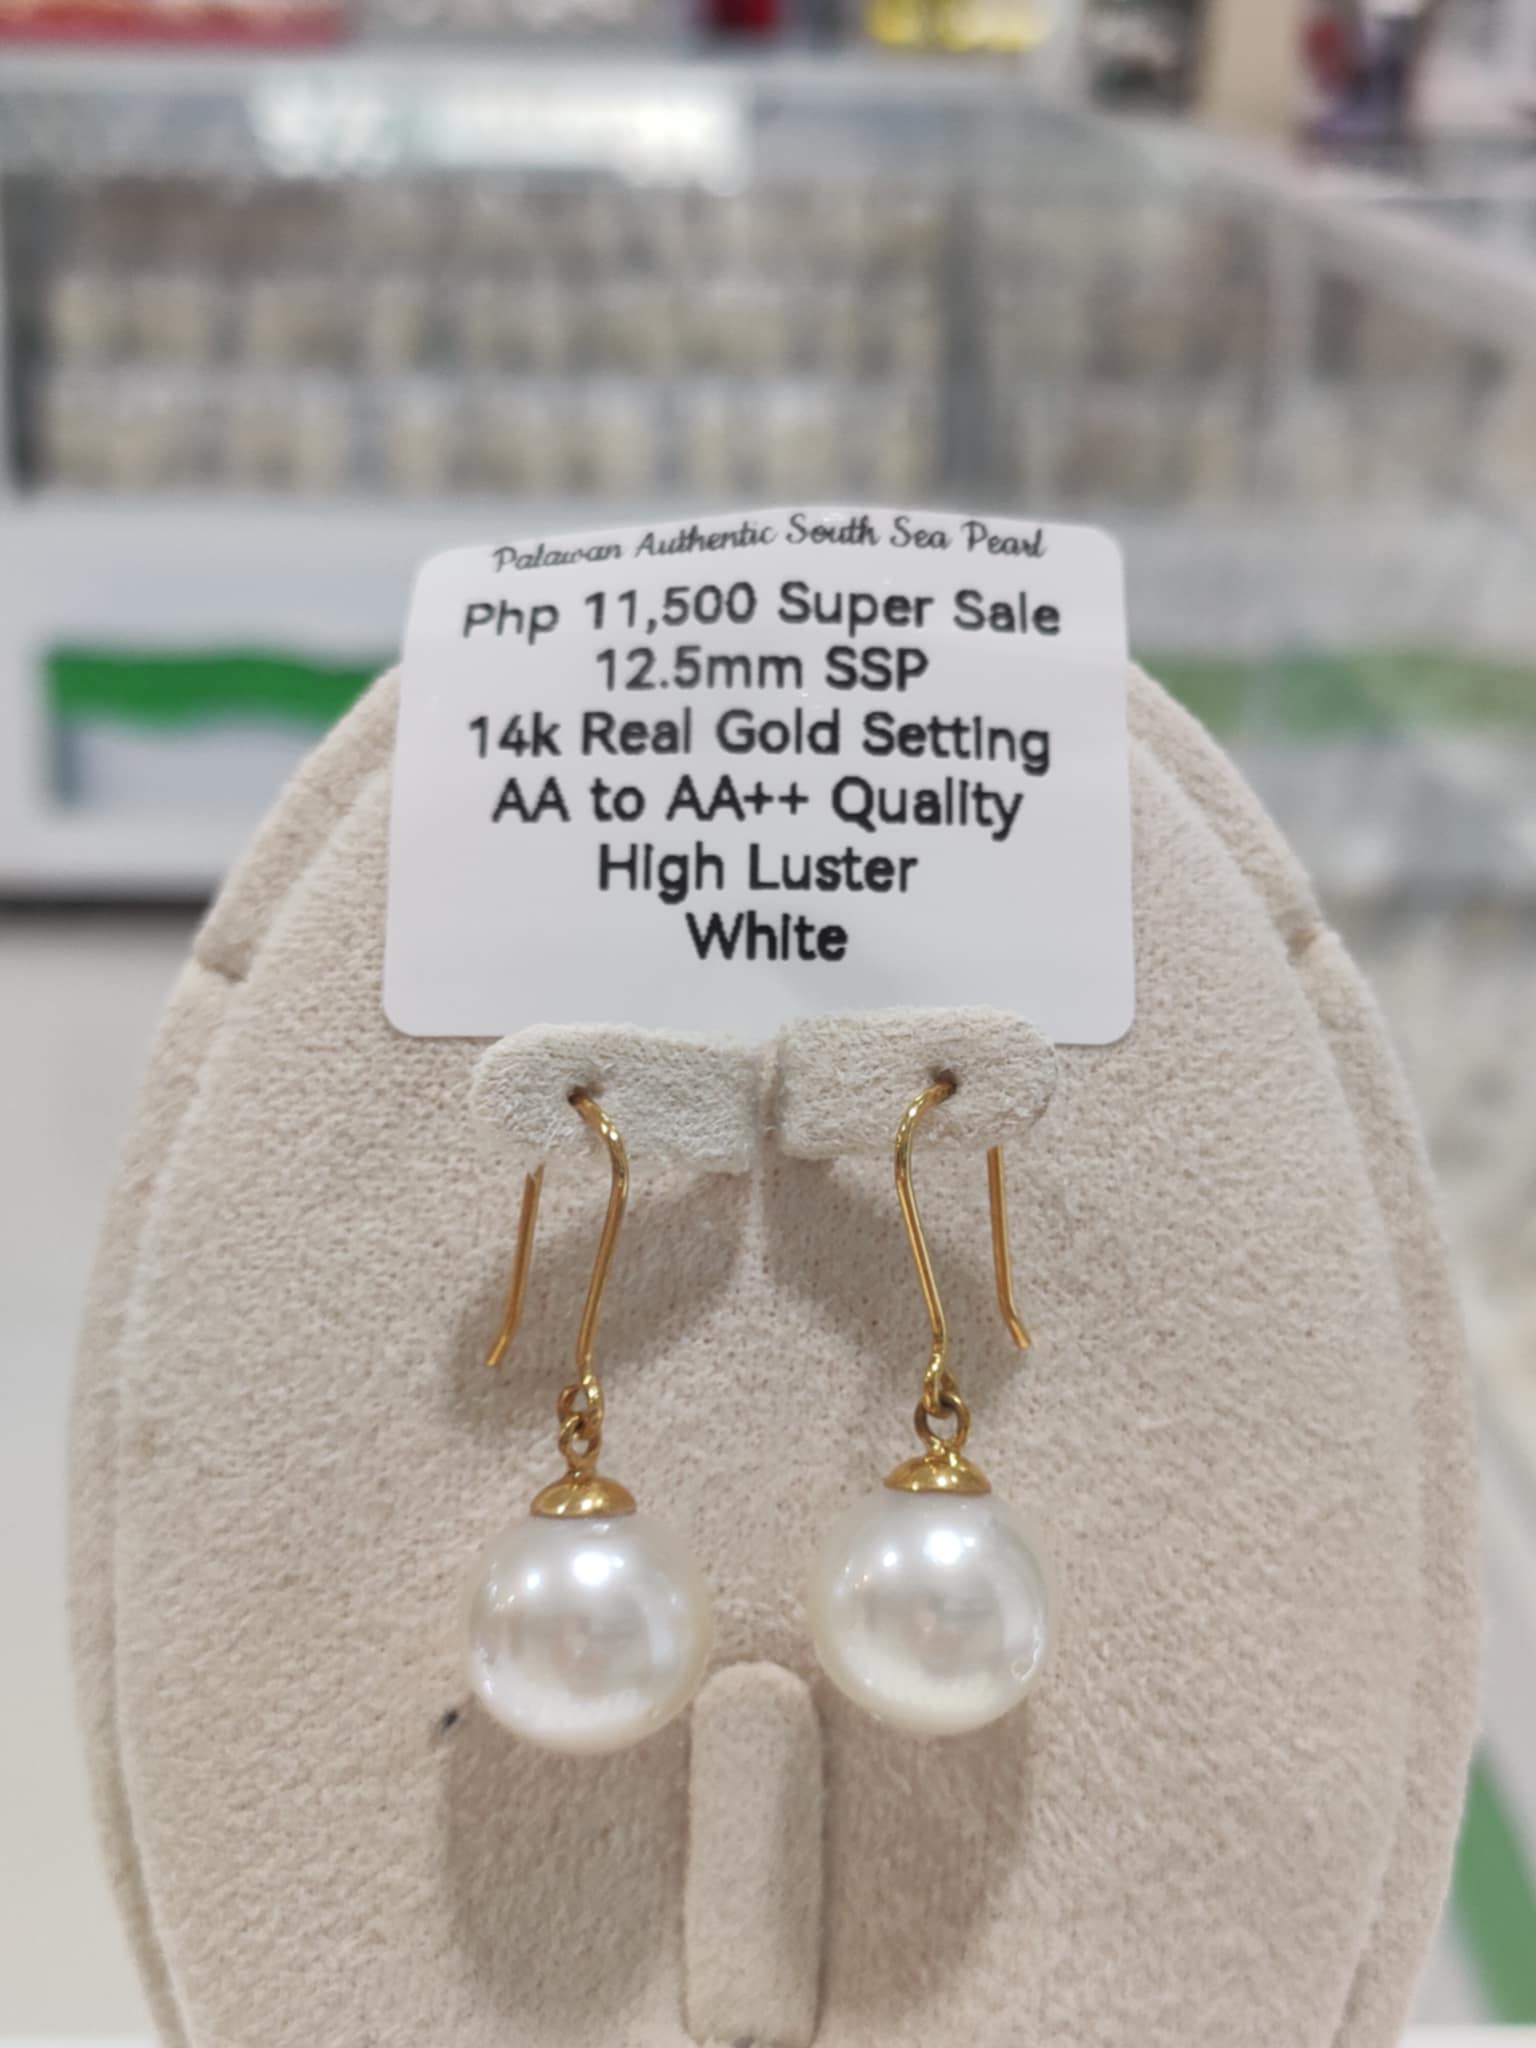 Palawan Authentic South Sea Pearl
Php 11,500 Super Sale
12.5mm SSP
14k Real Gold Setting
AA to AA++ Quality
High Luster
White